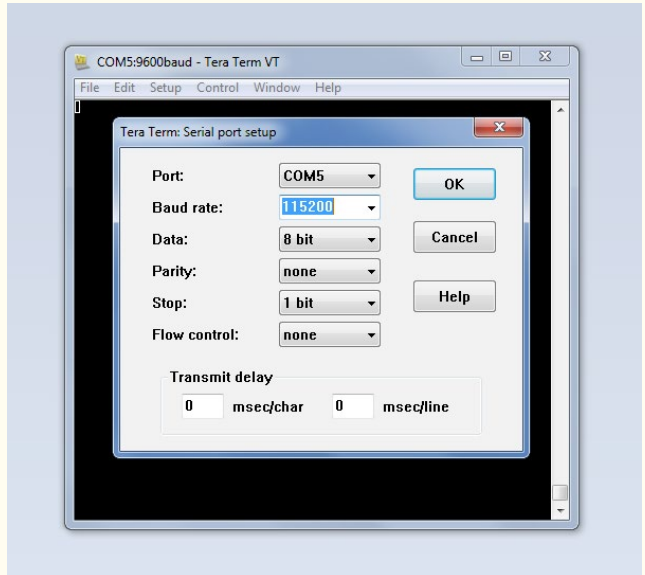 COM5:9600baud - Tera Term VT
File Edit Setup Control Window Help
Tera Term: Serial port setup
Port: COM5 OK
Baud rate: 115200
Data: 8 bit Cancel
Parity: none
Stop: 1 bit Help
Flow control: none
Transmit delay
0 msec/char 0 msec/line